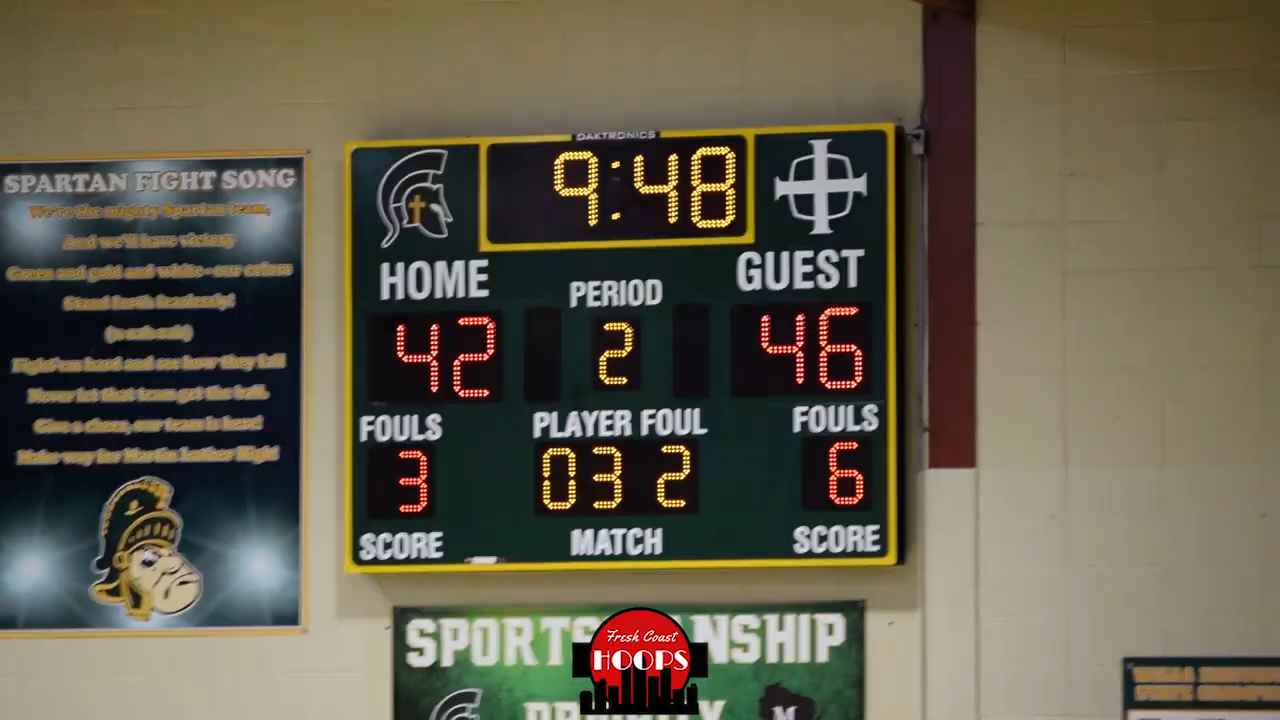 SPARTAN FIGHT SONG
We're the mighty Spartan team,
And we'll have victory
Green and gold and white - our colors
Stand forth fearlessly!
Fight'em hard and see how they fall
Never let that team get the ball.
Give a cheer, our team is here!
Make way for Martin Luther High!
DAKTRONICS
9:48
HOME
GUEST
PERIOD
42
2
46
FOULS
PLAYER FOUL
FOULS
3
03 2
6
SCORE
MATCH
SCORE
Fresh Coast
HOOPS